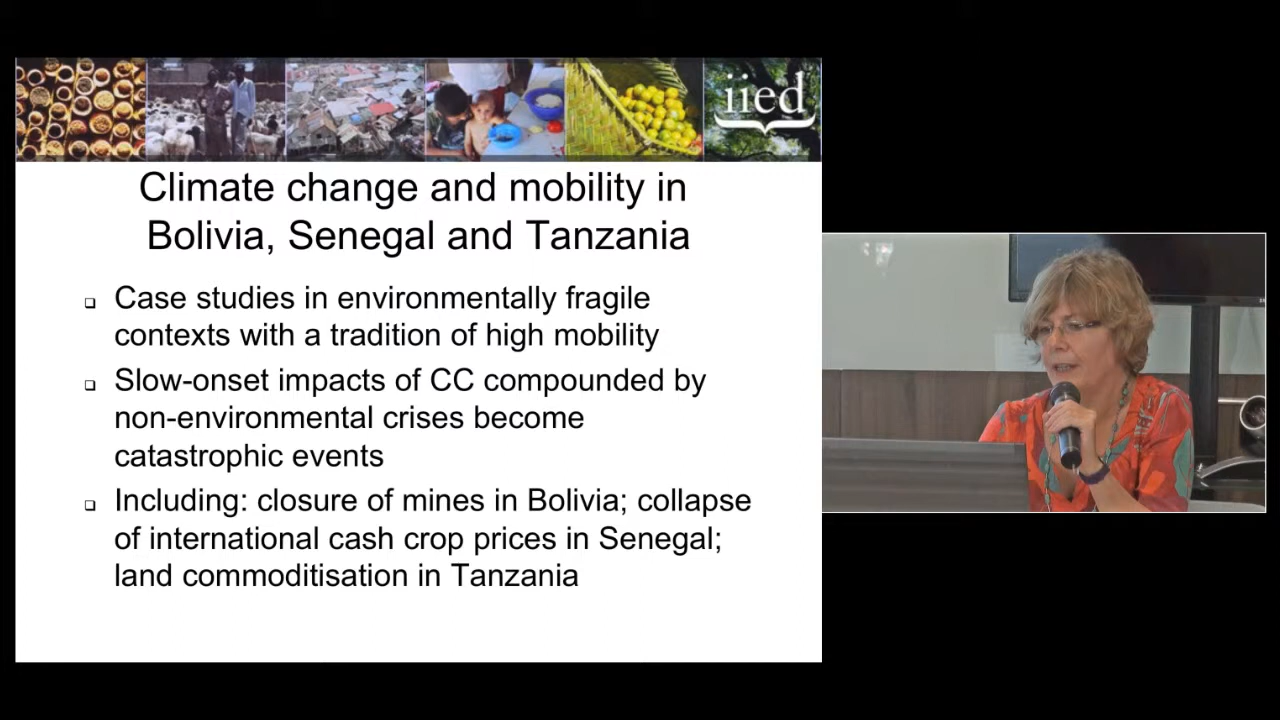 iied
Climate change and mobility in
Bolivia, Senegal and Tanzania
Case studies in environmentally fragile
contexts with a tradition of high mobility
Slow-onset impacts of CC compounded by
non-environmental crises become
catastrophic events
Including: closure of mines in Bolivia; collapse
of international cash crop prices in Senegal;
land commoditisation in Tanzania